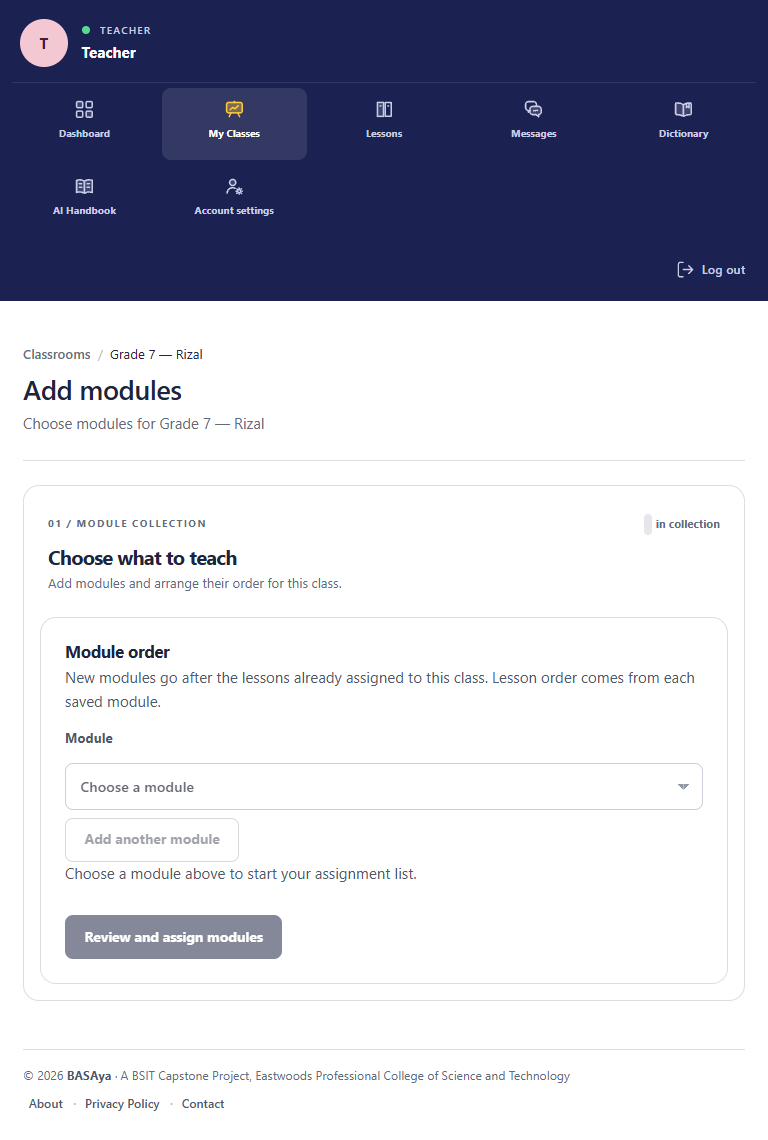 T
TEACHER
Teacher
Dashboard
My Classes
Lessons
Messages
Dictionary
AI Handbook
Account settings
Log out
Classrooms / Grade 7 — Rizal
Add modules
Choose modules for Grade 7 — Rizal
01 / MODULE COLLECTION
in collection
Choose what to teach
Add modules and arrange their order for this class.
Module order
New modules go after the lessons already assigned to this class. Lesson order comes from each
saved module.
Module
Choose a module
Add another module
Choose a module above to start your assignment list.
Review and assign modules
© 2026 BASAya · A BSIT Capstone Project, Eastwoods Professional College of Science and Technology
About · Privacy Policy · Contact